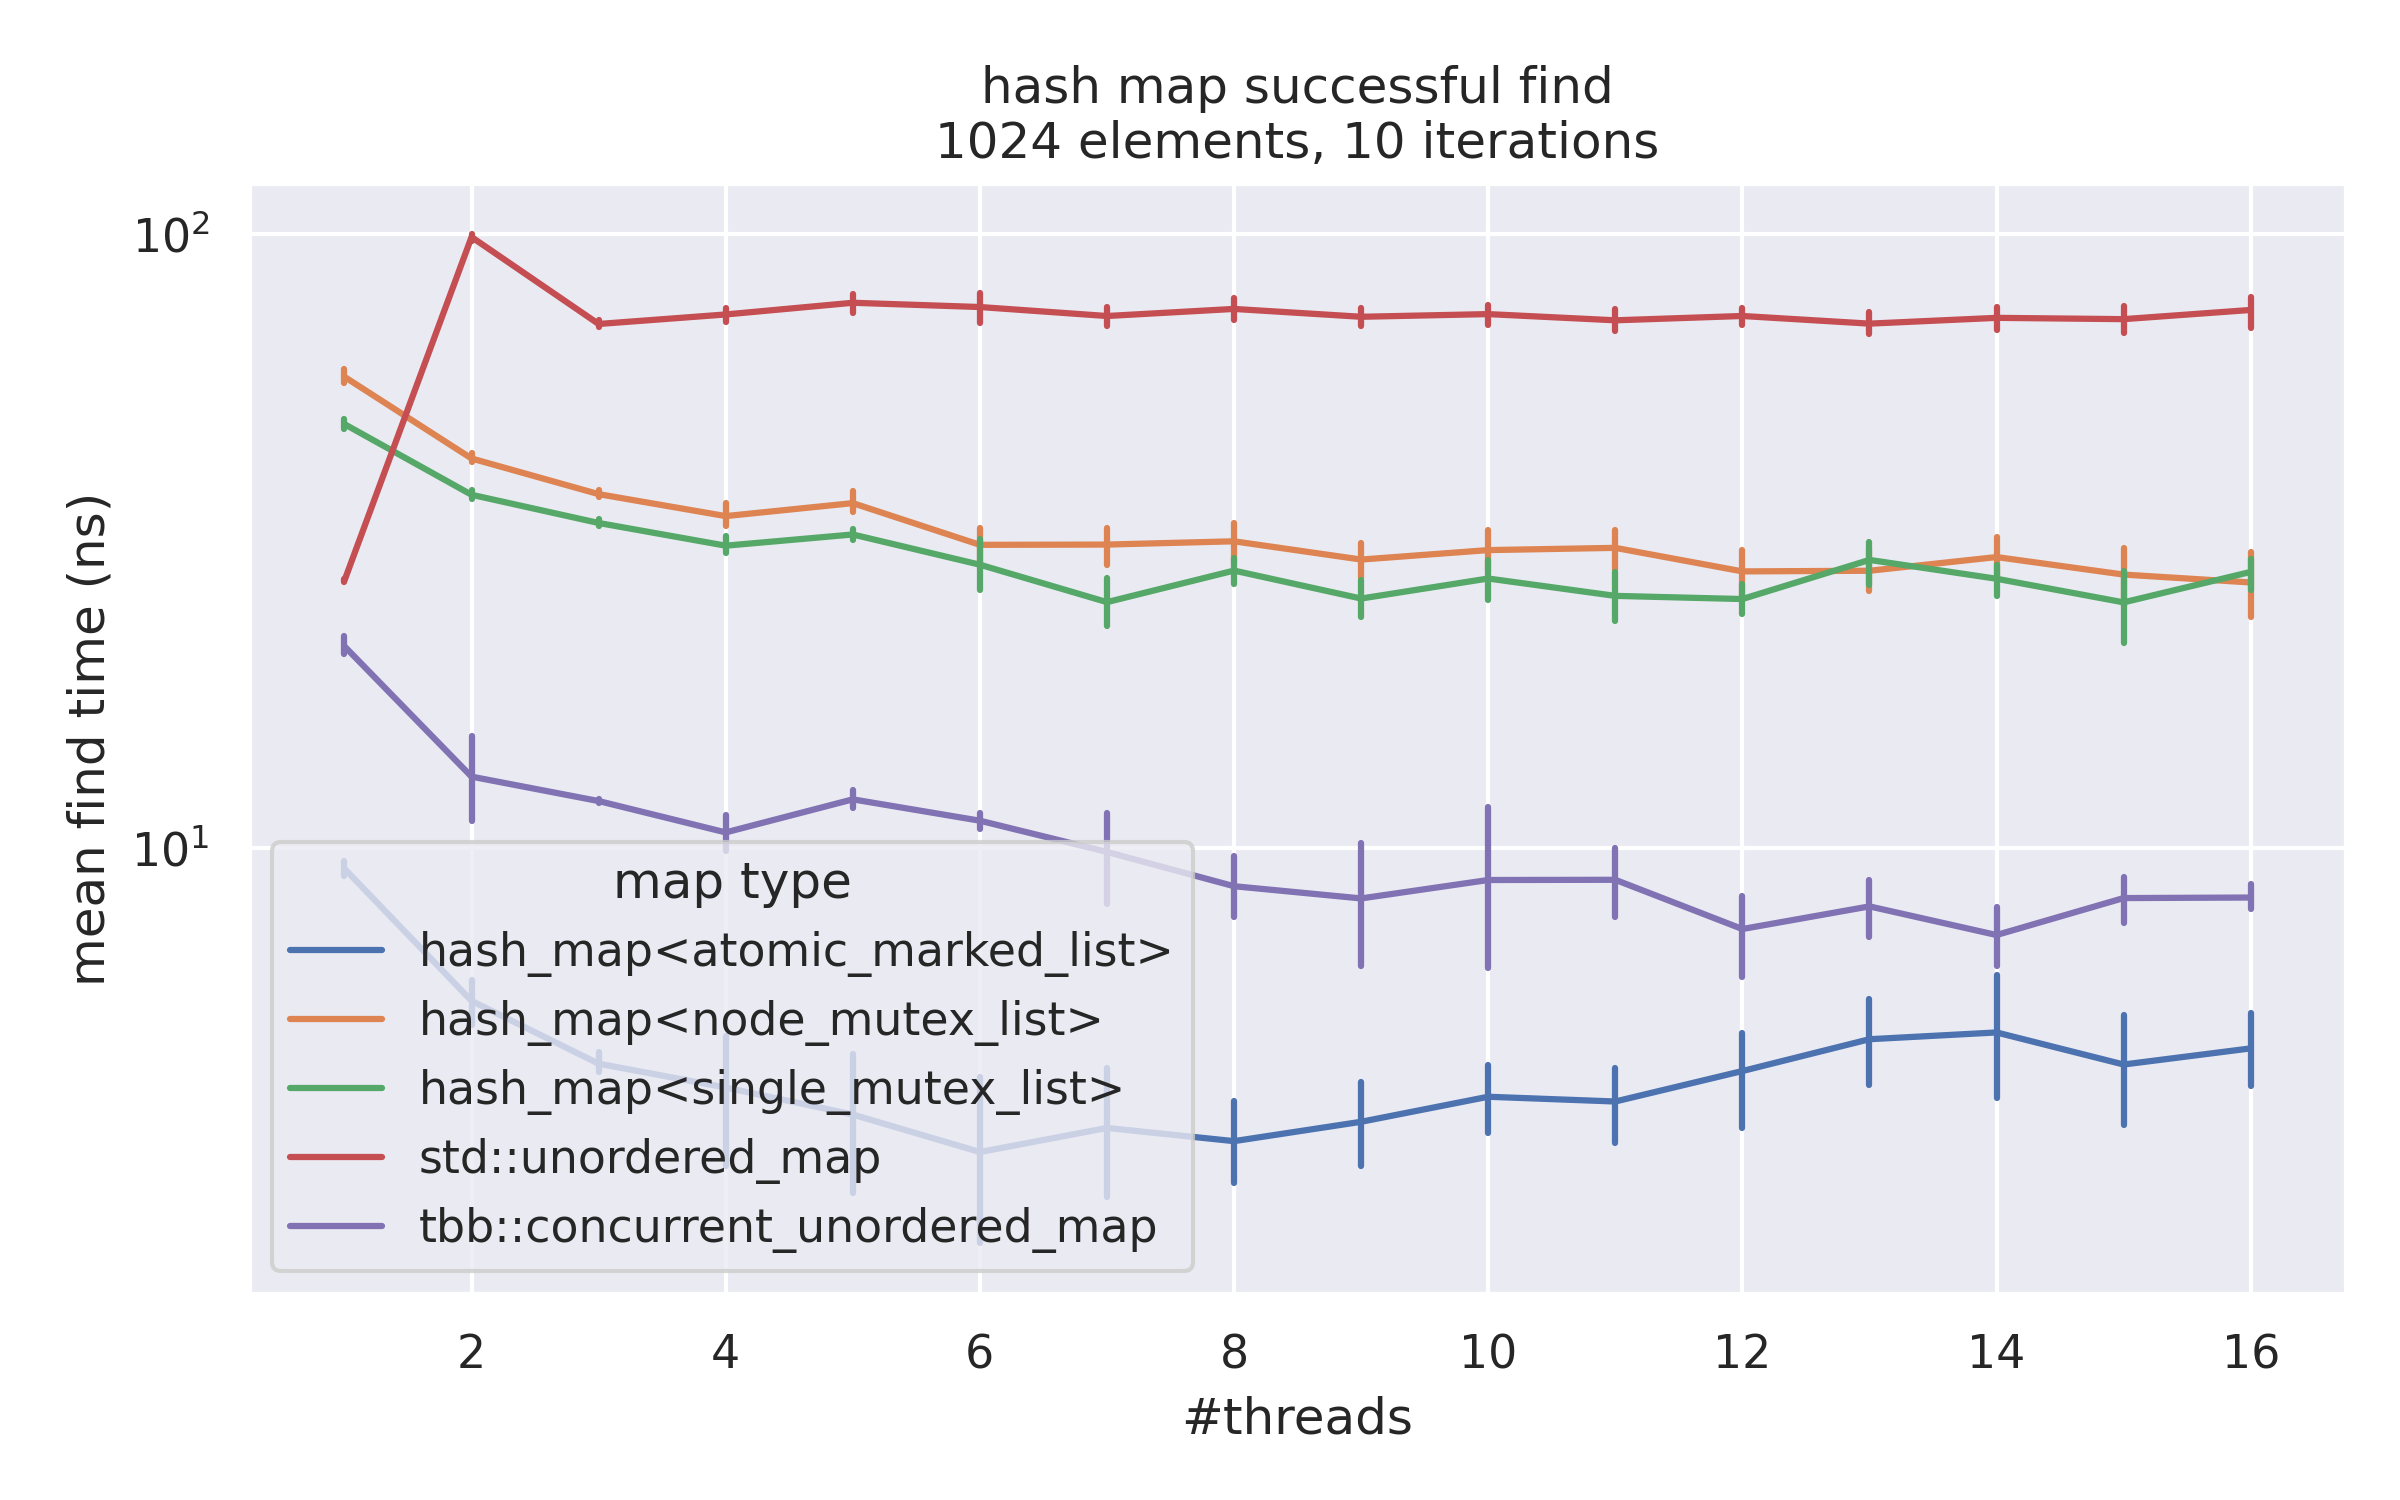 hash map successful find
1024 elements, 10 iterations
mean find time (ns)
10²
10¹
map type
hash_map<atomic_marked_list>
hash_map<node_mutex_list>
hash_map<single_mutex_list>
std::unordered_map
tbb::concurrent_unordered_map
2 4 6 8 10 12 14 16
#threads